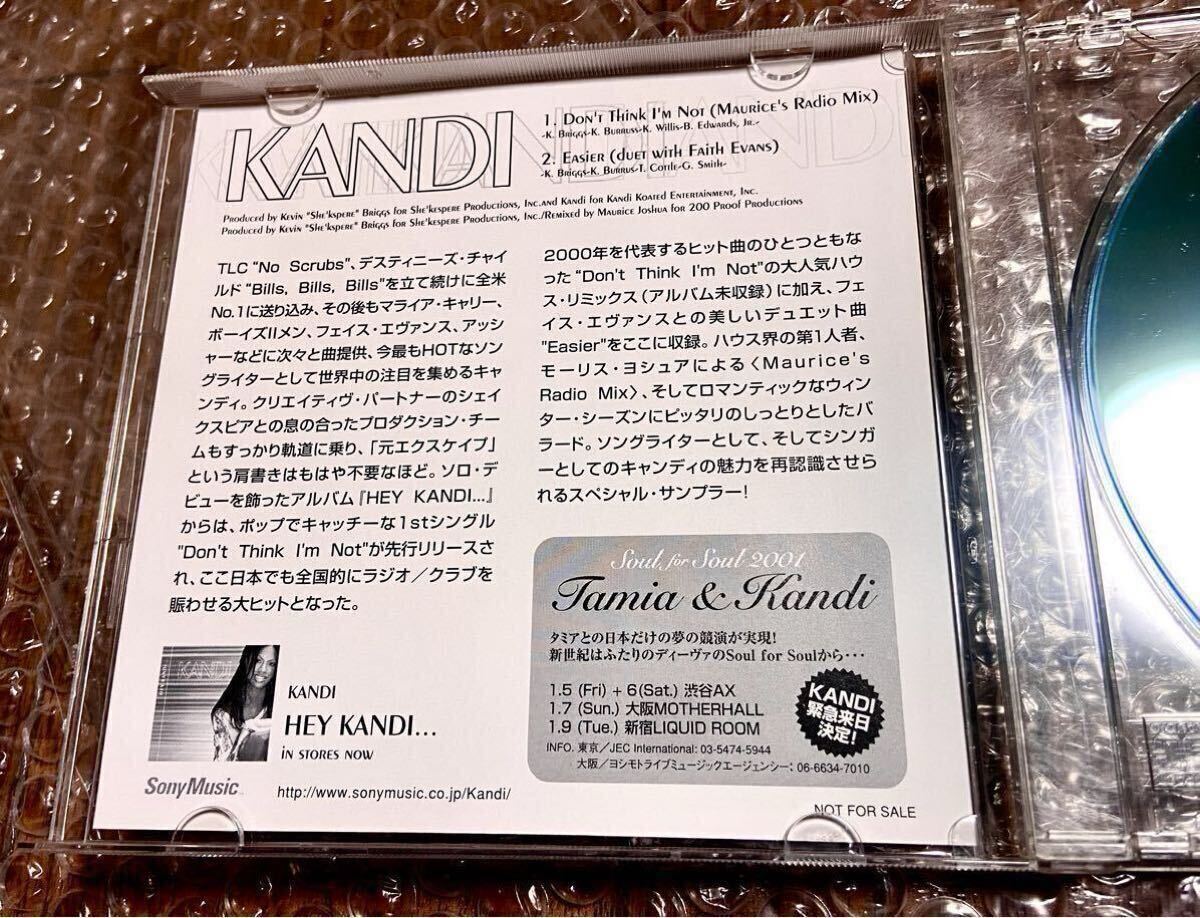 KANDI
1. Don't Think I'm Not (Maurice's Radio Mix)
-K. Briggs-K. Burruss-K. Willis-B. Edwards, Jr.-
2. Easier (duet with Faith Evans)
-K. Briggs-K. Burrus-T. Cottle-G. Smith-
Produced by Kevin "She'kspere" Briggs for She'kespere Productions, Inc.and Kandi for Kandi Koated Entertainment, Inc.
Produced by Kevin "She'kspere" Briggs for She'kespere Productions, Inc./Remixed by Maurice Joshua for 200 Proof Productions
TLC "No Scrubs"、デスティニーズ・チャイ
ルド "Bills, Bills, Bills"を立て続けに全米
No.1に送り込み、その後もマライア・キャリー、
ボーイズIIメン、フェイス・エヴァンス、アッシ
ャーなどに次々と曲提供、今最もHOTなソン
グライターとして世界中の注目を集めるキャ
ンディ。クリエイティヴ・パートナーのシェイ
クスピアとの息の合ったプロダクション・チー
ムもすっかり軌道に乗り、「元エクスケイプ」
という肩書きはもはや不要なほど。ソロ・デ
ビューを飾ったアルバム『HEY KANDI...』
からは、ポップでキャッチーな1stシングル
"Don't Think I'm Not"が先行リリースさ
れ、ここ日本でも全国的にラジオ／クラブを
賑わせる大ヒットとなった。
2000年を代表するヒット曲のひとつともな
った "Don't Think I'm Not"の大人気ハウ
ス・リミックス（アルバム未収録）に加え、フェ
イス・エヴァンスとの美しいデュエット曲
"Easier"をここに収録。ハウス界の第1人者、
モーリス・ヨシュアによる〈Maurice's
Radio Mix〉、そしてロマンティックなウィン
ター・シーズンにピッタリのしっとりとしたバ
ラード。ソングライターとして、そしてシンガ
ーとしてのキャンディの魅力を再認識させら
れるスペシャル・サンプラー！
Soul for Soul 2001
Tamia & Kandi
タミアとの日本だけの夢の競演が実現！
新世紀はふたりのディーヴァのSoul for Soulから・・・
1.5 (Fri) + 6(Sat.) 渋谷AX
1.7 (Sun.) 大阪MOTHERHALL
1.9 (Tue.) 新宿LIQUID ROOM
INFO. 東京／JEC International: 03-5474-5944
大阪／ヨシモトライブミュージックエージェンシー：06-6634-7010
KANDI
緊急来日
決定！
KANDI
KANDI
HEY KANDI...
IN STORES NOW
SonyMusic
http://www.sonymusic.co.jp/Kandi/
NOT FOR SALE